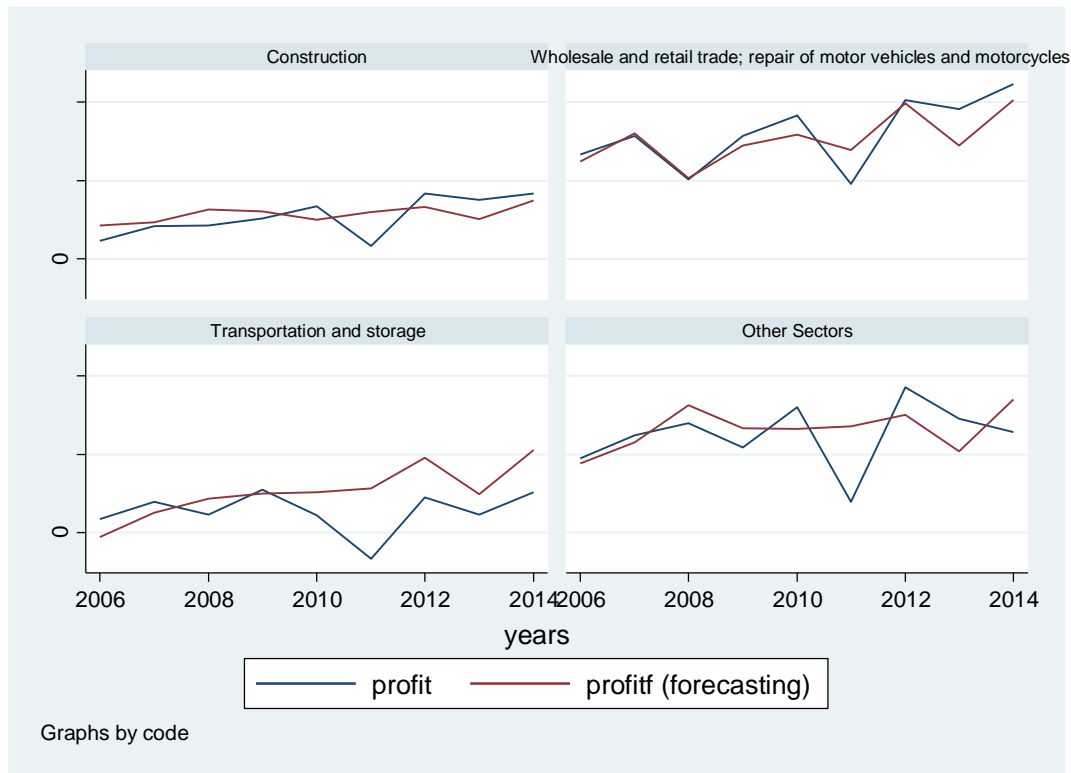 Construction
Wholesale and retail trade; repair of motor vehicles and motorcycles
0
Transportation and storage
Other Sectors
0
2006 2008 2010 2012 2014
2006 2008 2010 2012 2014
years
profit
profitf (forecasting)
Graphs by code